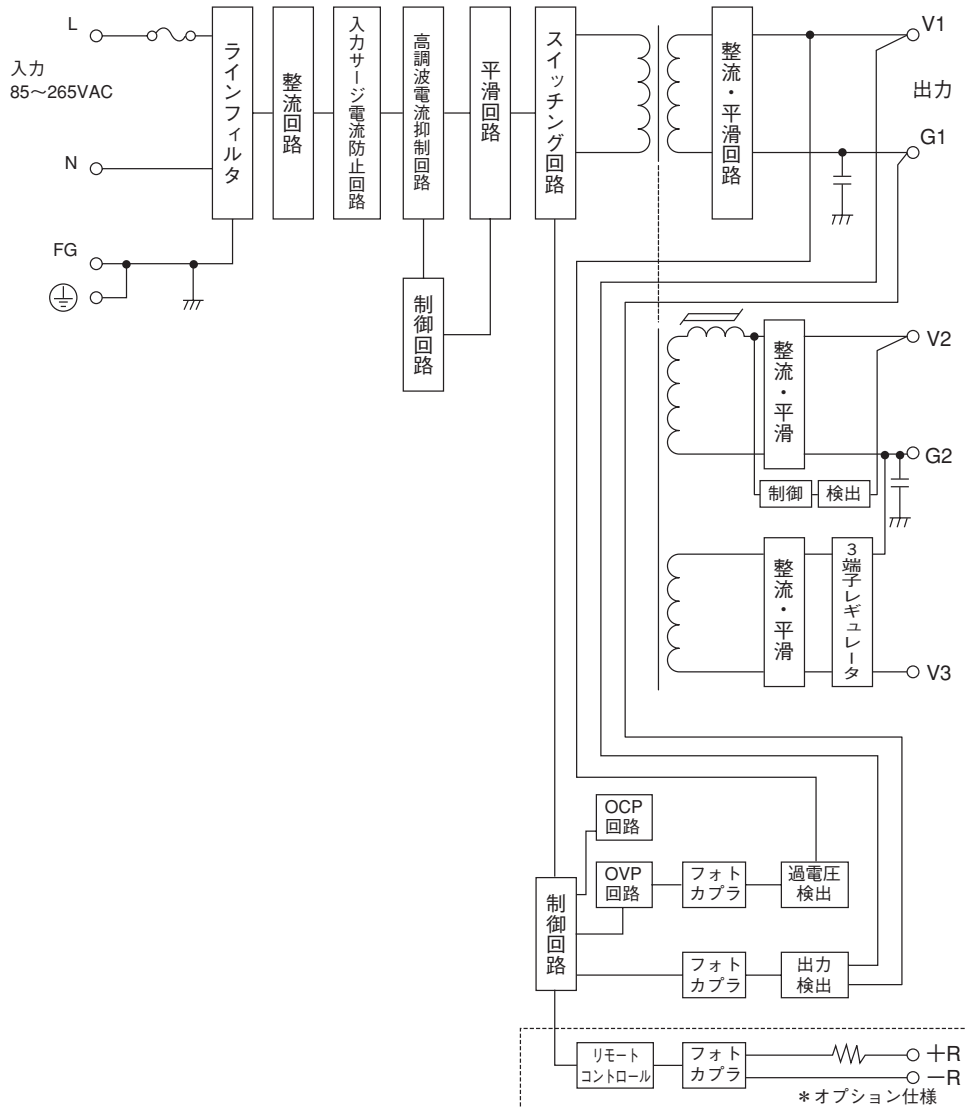 L
入力
85～265VAC
N
FG
ラインフィルタ
整流回路
入力サージ電流防止回路
高調波電流抑制回路
平滑回路
制御回路
スイッチング回路
整流・平滑回路
V1
出力
G1
整流・平滑
V2
G2
制御
検出
整流・平滑
3端子レギュレータ
V3
OCP
回路
OVP
回路
フォト
カプラ
過電圧
検出
制御回路
フォト
カプラ
出力
検出
リモート
コントロール
フォト
カプラ
＋R
－R
＊オプション仕様